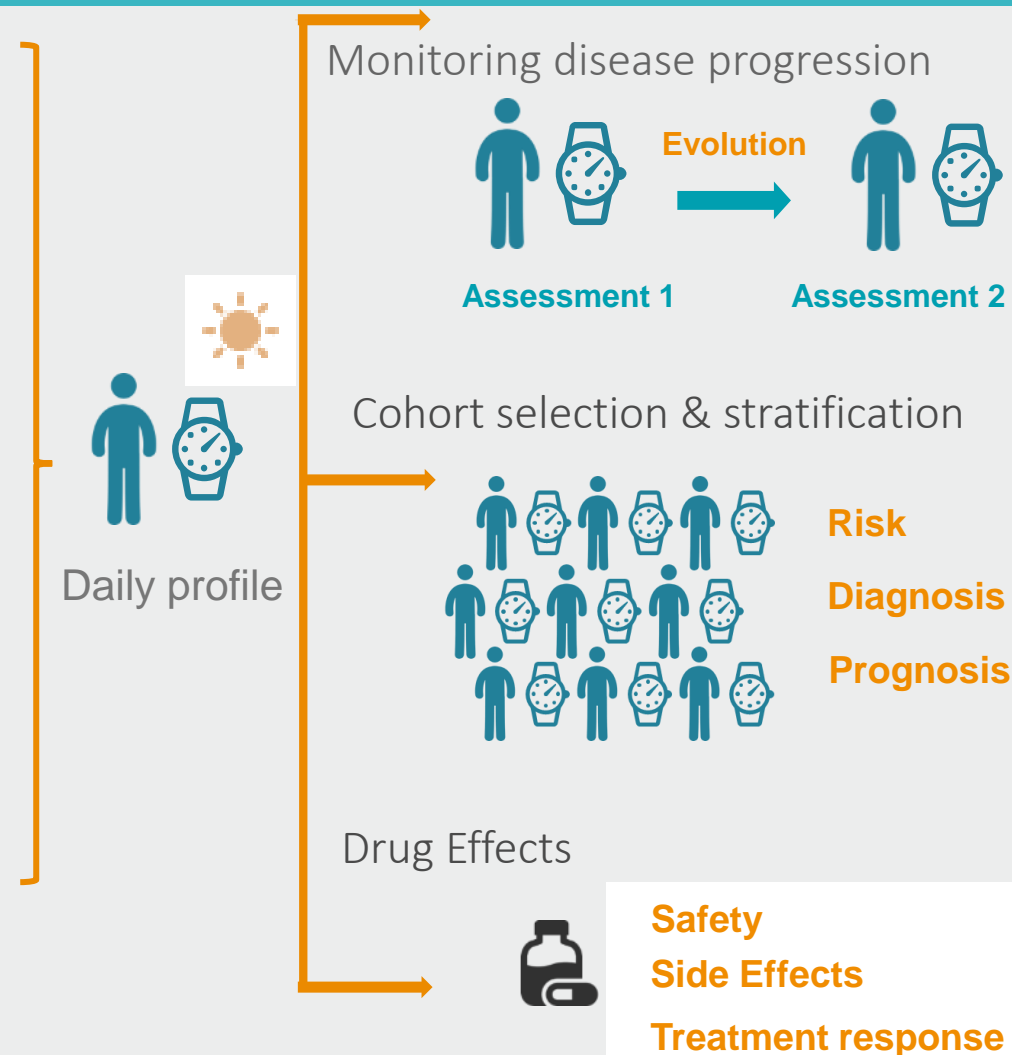 Monitoring disease progression
Evolution
Assessment 1
Assessment 2
Daily profile
Cohort selection & stratification
Risk
Diagnosis
Prognosis
Drug Effects
Safety
Side Effects
Treatment response